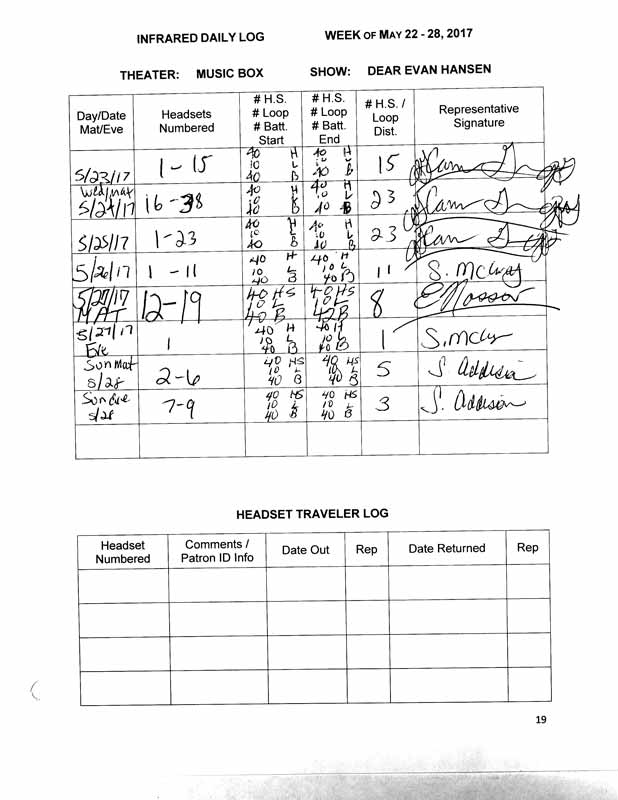 INFRARED DAILY LOG WEEK OF MAY 22 - 28, 2017
THEATER: MUSIC BOX SHOW: DEAR EVAN HANSEN
Day/Date Mat/Eve
Headsets Numbered
# H.S. # Loop # Batt. Start
# H.S. # Loop # Batt. End
# H.S. / Loop Dist.
Representative Signature
40 H 40 H
10 L 10 L
5/23/17 1-15 40 B 40 B 15
Wed/mat 40 H 40 H
5/24/17 16-38 10 L 10 L 23
40 B 40 B
40 H 40 H
10 L 10 L
5/25/17 1-23 40 B 40 B 23
40 H 40 H
5/26/17 1-11 10 L 10 L 11
40 B 40 B
5/27/17 40 HS 40 HS
MAT 12-19 10 L 10 L 8
40 B 42 B
5/27/17 40 H 40 H
Eve 1 10 L 10 L 1
40 B 40 B
Sun Mat 40 HS 40 HS
5/28 2-6 10 L 10 L 5 S. Addison
40 B 40 B
Sun Eve 40 HS 40 HS
5/28 7-9 10 L 10 L 3 S. Addison
40 B 40 B
HEADSET TRAVELER LOG
Headset Numbered
Comments / Patron ID Info
Date Out
Rep
Date Returned
Rep
19